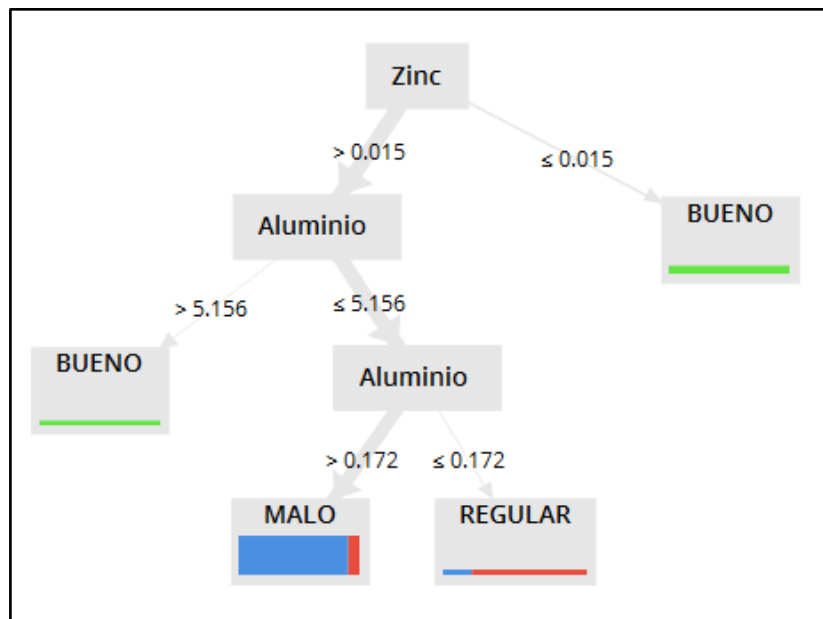 Zinc
> 0.015
≤ 0.015
BUENO
Aluminio
> 5.156
≤ 5.156
BUENO
Aluminio
> 0.172
≤ 0.172
MALO
REGULAR